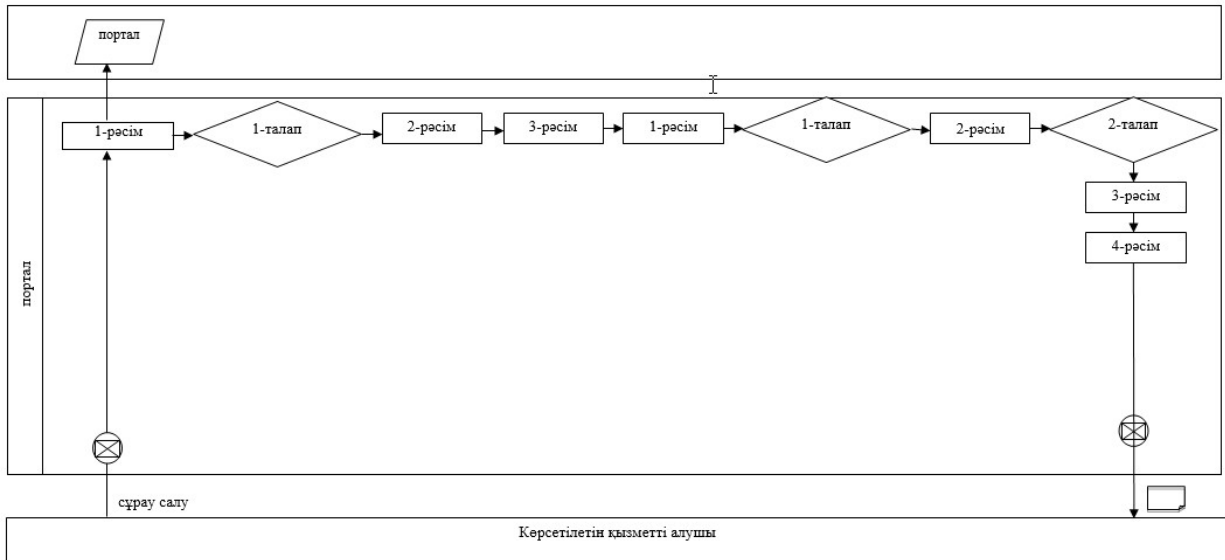 портал
1-рәсім
1-талап
2-рәсім
3-рәсім
1-рәсім
1-талап
2-рәсім
2-талап
3-рәсім
4-рәсім
портал
сұрау салу
Көрсетілетін қызметті алушы